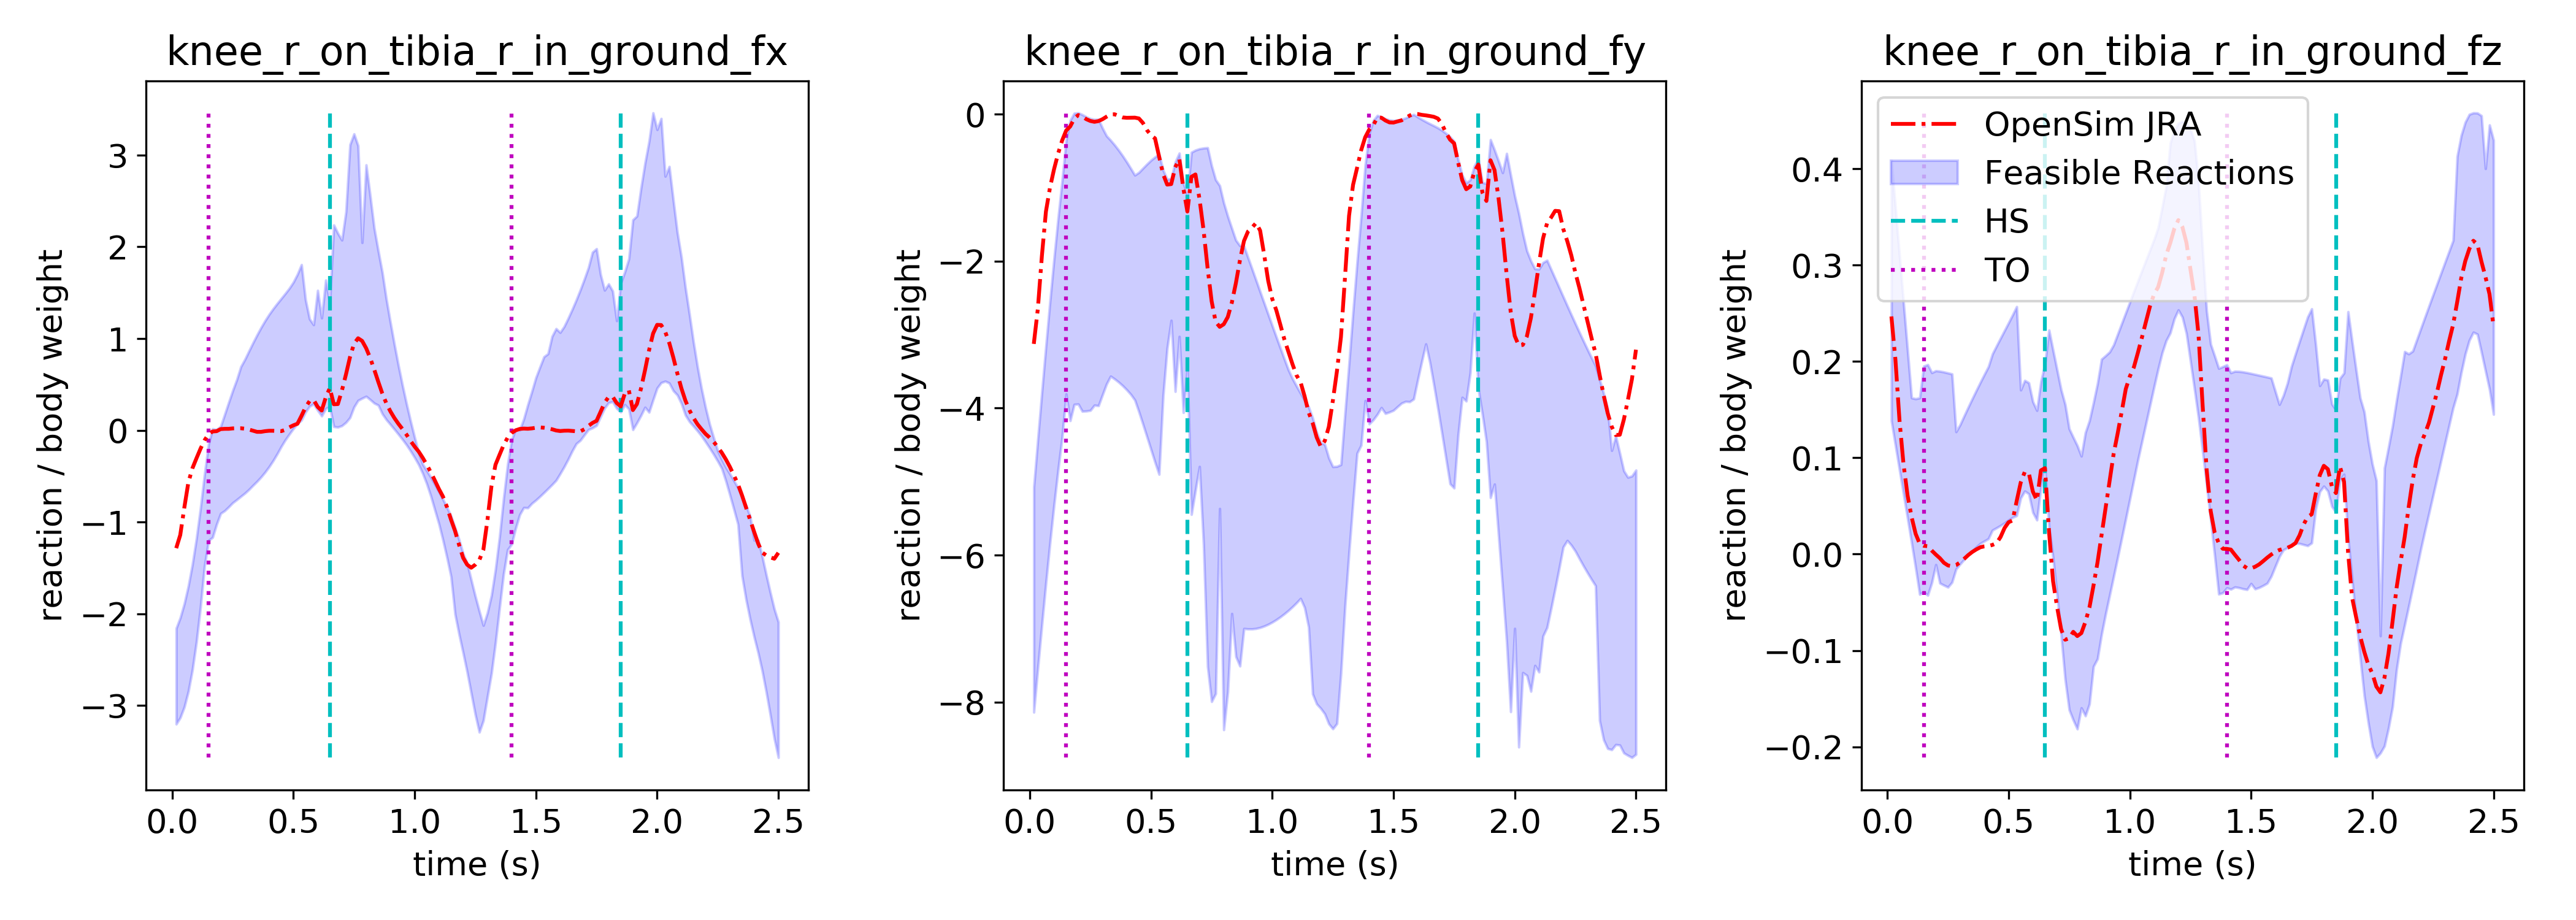 knee_r_on_tibia_r_in_ground_fx
3
2
1
0
−1
−2
−3
reaction / body weight
0.0 0.5 1.0 1.5 2.0 2.5
time (s)
knee_r_on_tibia_r_in_ground_fy
0
−2
−4
−6
−8
reaction / body weight
0.0 0.5 1.0 1.5 2.0 2.5
time (s)
knee_r_on_tibia_r_in_ground_fz
OpenSim JRA
Feasible Reactions
HS
TO
0.4
0.3
0.2
0.1
0.0
−0.1
−0.2
reaction / body weight
0.0 0.5 1.0 1.5 2.0 2.5
time (s)